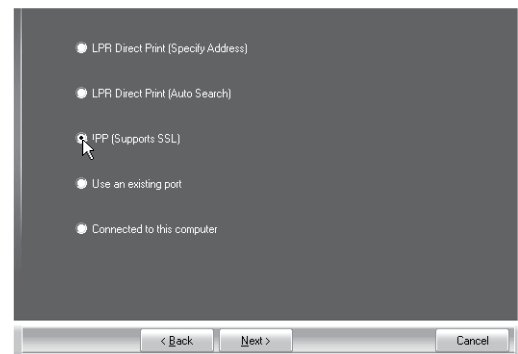 LPR Direct Print (Specify Address)
LPR Direct Print (Auto Search)
IPP (Supports SSL)
Use an existing port
Connected to this computer
< Back Next > Cancel